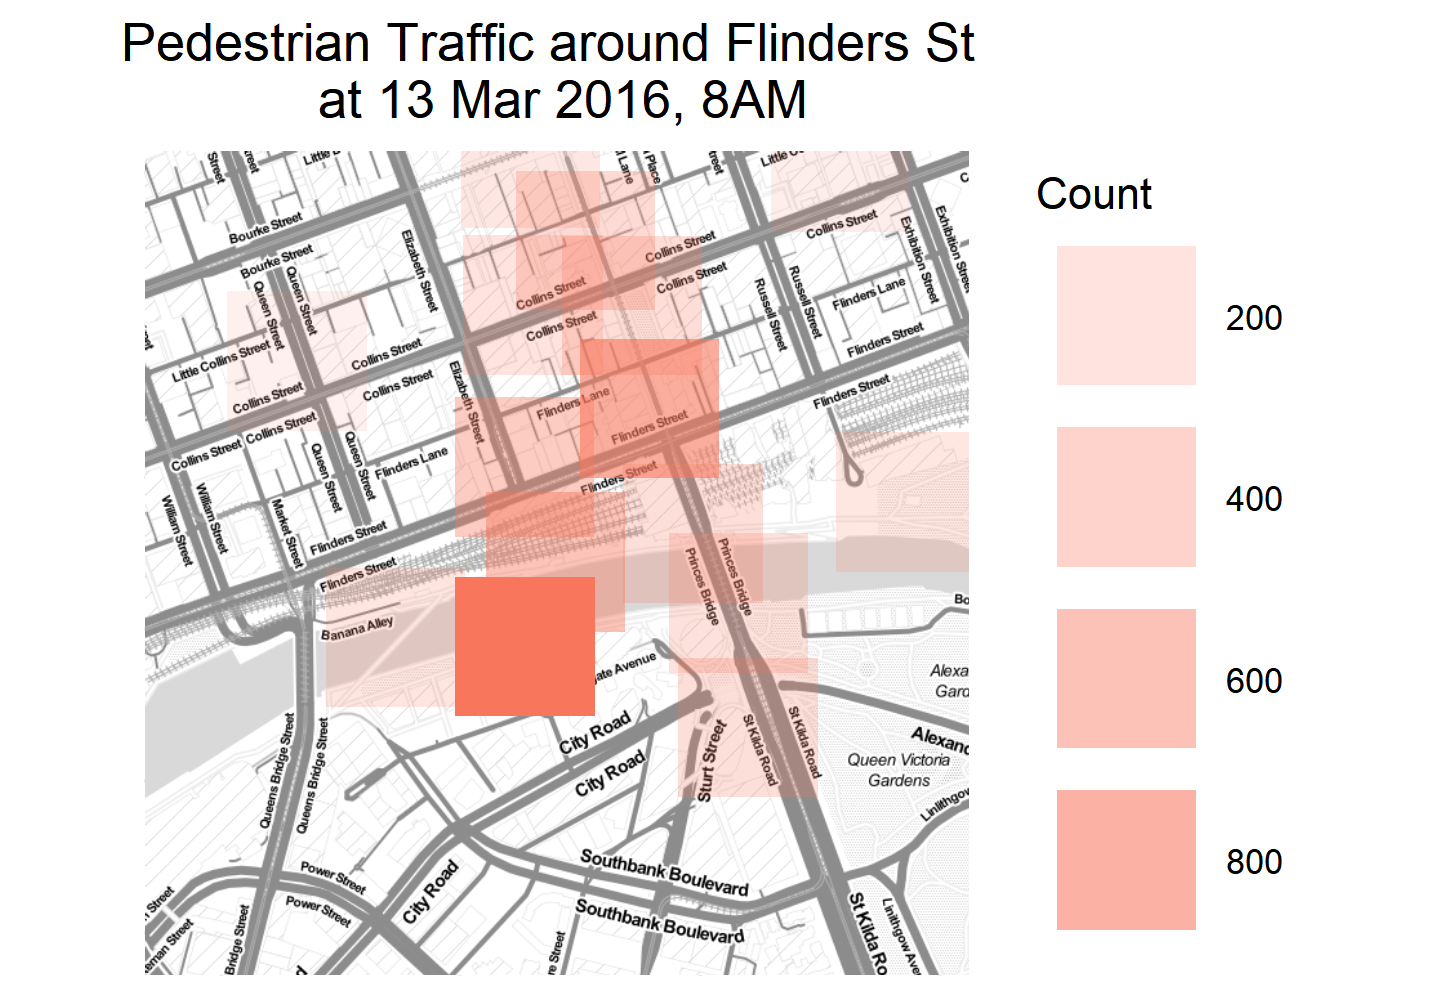 Pedestrian Traffic around Flinders St
at 13 Mar 2016, 8AM
Count
200
400
600
800
Street
Lane
Place
Bourke Street
Bourke Street
Elizabeth Street
Queen Street
Queen Street
Collins Street
Collins Street
Collins Street
Exhibition Street
Russell Street
Russell Street
Flinders Lane
Collins Street
Collins Street
Little Collins Street
Collins Street
Collins Street
Flinders Street
Elizabeth Street
Flinders Lane
Flinders Street
Collins Street
Collins Street
Collins Street
Flinders Street
Queen Street
Queen Street
Flinders Lane
Flinders Street
William Street
William Street
Market Street
Flinders Street
Flinders Street
Princes Bridge
Princes Bridge
Banana Alley
Bo
gate Avenue
Alexa
Gard
City Road
City Road
Sturt Street
St Kilda Road
St Kilda Road
Alexand
Queen Victoria
Gardens
Queens Bridge Street
Queens Bridge Street
Linlithgow
Power Street
Power Street
City Road
Southbank Boulevard
Southbank Boulevard
St Kilda Ro
Linlithgow Ave
Bridge Street
re Street
eman Street